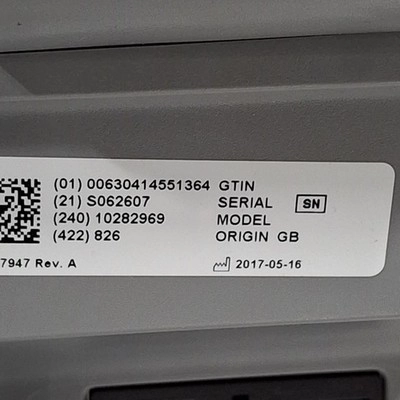 (01) 00630414551364 GTIN
(21) S062607 SERIAL SN
(240) 10282969 MODEL
(422) 826 ORIGIN GB
7947 Rev. A 2017-05-16